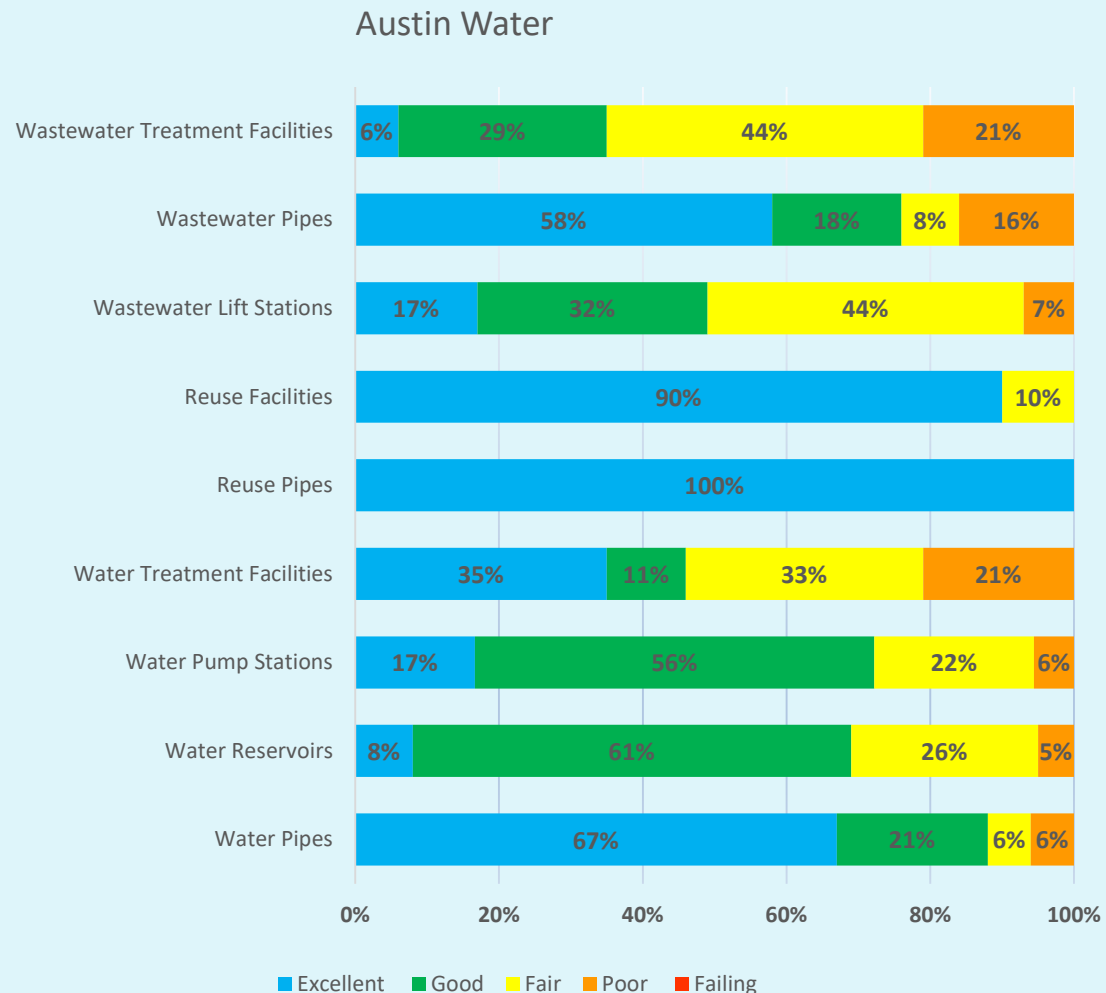 Austin Water
Wastewater Treatment Facilities 6% 29% 44% 21%
Wastewater Pipes 58% 18% 8% 16%
Wastewater Lift Stations 17% 32% 44% 7%
Reuse Facilities 90% 10%
Reuse Pipes 100%
Water Treatment Facilities 35% 11% 33% 21%
Water Pump Stations 17% 56% 22% 6%
Water Reservoirs 8% 61% 26% 5%
Water Pipes 67% 21% 6% 6%
0% 20% 40% 60% 80% 100%
Excellent Good Fair Poor Failing